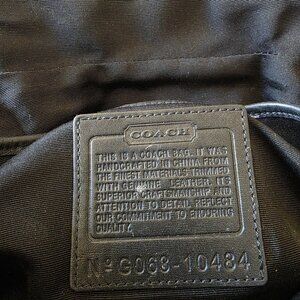 COACH
THIS IS A COACH BAG. IT WAS
HANDCRAFTED IN CHINA FROM
THE FINEST MATERIALS TRIMMED
WITH GENUINE LEATHER. ITS
SUPERIOR CRAFTSMANSHIP AND
ATTENTION TO DETAIL REFLECT
OUR COMMITMENT TO ENDURING
QUALITY.
Nº G069-10484